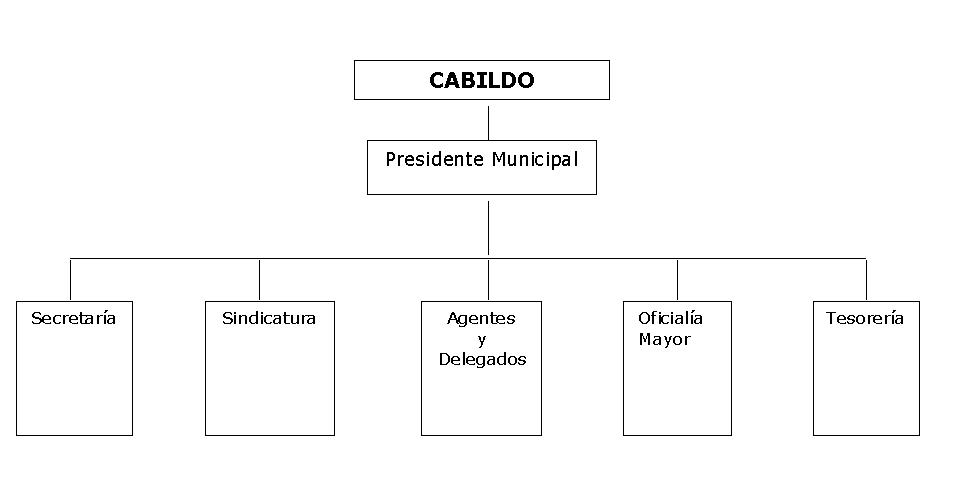 CABILDO
Presidente Municipal
Secretaría
Sindicatura
Agentes
y
Delegados
Oficialía
Mayor
Tesorería